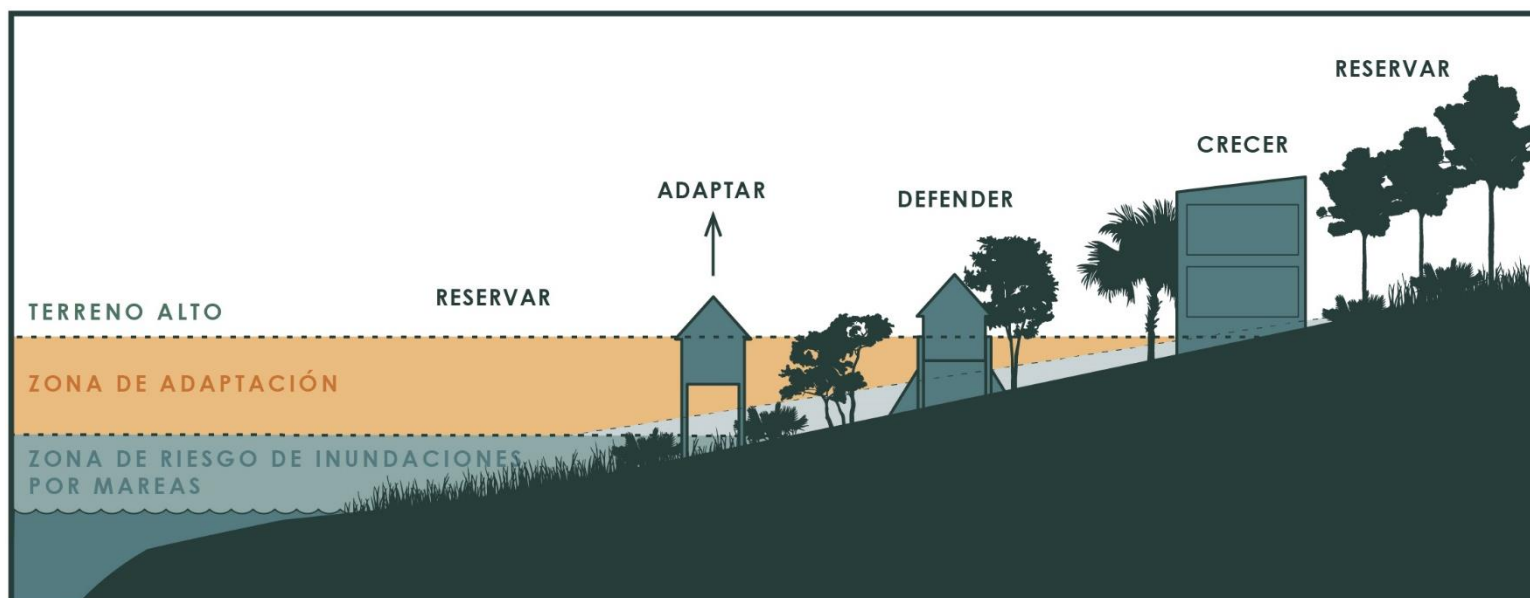 RESERVAR
CRECER
ADAPTAR
DEFENDER
RESERVAR
TERRENO ALTO
ZONA DE ADAPTACIÓN
ZONA DE RIESGO DE INUNDACIONES
POR MAREAS